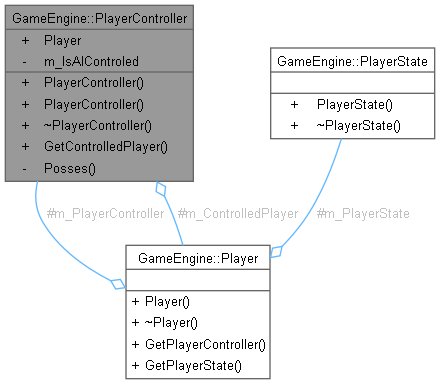 GameEngine::PlayerController
+ Player
- m_IsAIControled
+ PlayerController()
+ PlayerController()
+ ~PlayerController()
+ GetControlledPlayer()
- Posses()
GameEngine::PlayerState
+ PlayerState()
+ ~PlayerState()
#m_PlayerController
#m_ControlledPlayer
#m_PlayerState
GameEngine::Player
+ Player()
+ ~Player()
+ GetPlayerController()
+ GetPlayerState()